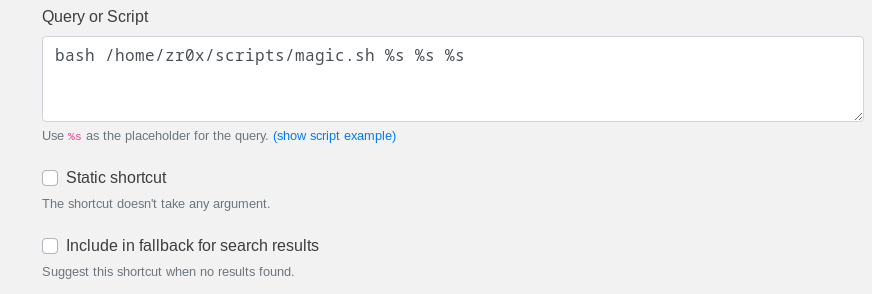 Query or Script
bash /home/zr0x/scripts/magic.sh %s %s %s
Use %s as the placeholder for the query. (show script example)
Static shortcut
The shortcut doesn't take any argument.
Include in fallback for search results
Suggest this shortcut when no results found.